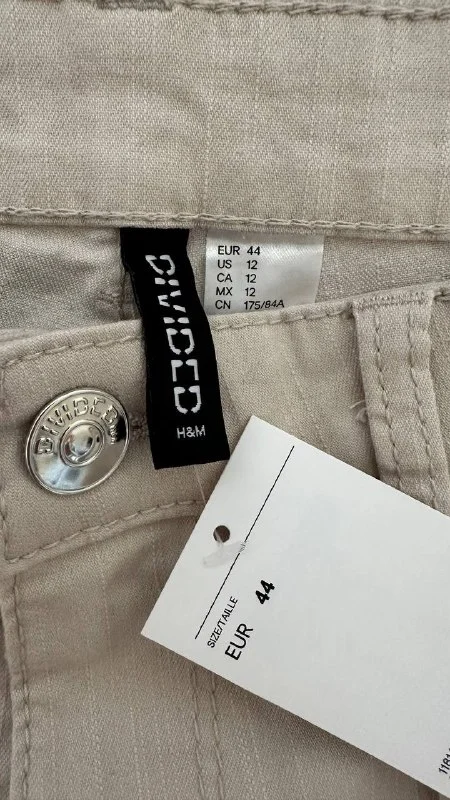 EUR 44
US 12
CA 12
MX 12
CN 175/84A
DIVIDED
H&M
DIVIDED
SIZE/TAILLE
EUR 44